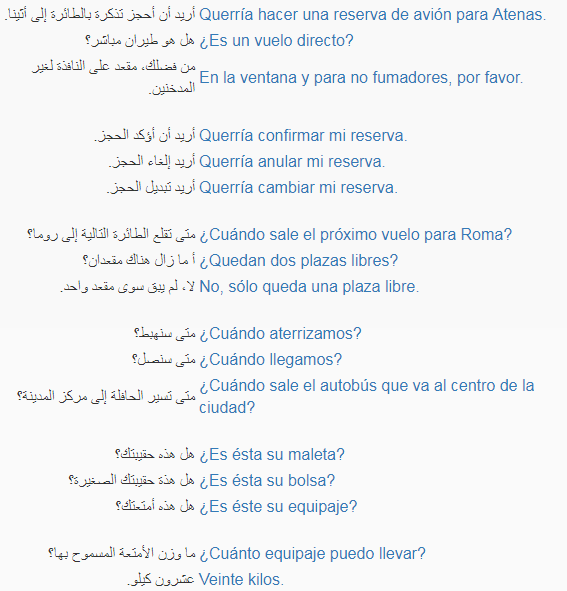 أريد أن أحجز تذكرة بالطائرة إلى أثينا. Querría hacer una reserva de avión para Atenas.
هل هو طيران مباشر؟ ¿Es un vuelo directo?
من فضلك، مقعد على النافذة لغير
المدخنين. En la ventana y para no fumadores, por favor.
أريد أن أؤكد الحجز. Querría confirmar mi reserva.
أريد إلغاء الحجز. Querría anular mi reserva.
أريد تبديل الحجز. Querría cambiar mi reserva.
متى تقلع الطائرة التالية إلى روما؟ ¿Cuándo sale el próximo vuelo para Roma?
أ ما زال هناك مقعدان؟ ¿Quedan dos plazas libres?
لا، لم يبق سوى مقعد واحد. No, sólo queda una plaza libre.
متى سنهبط؟ ¿Cuándo aterrizamos?
متى سنصل؟ ¿Cuándo llegamos?
متى تسير الحافلة إلى مركز المدينة؟ ¿Cuándo sale el autobús que va al centro de la
ciudad?
هل هذه حقيبتك؟ ¿Es ésta su maleta?
هل هذة حقيبتك الصغيرة؟ ¿Es ésta su bolsa?
هل هذه أمتعتك؟ ¿Es éste su equipaje?
ما وزن الأمتعة المسموح بها؟ ¿Cuánto equipaje puedo llevar?
عشرون كيلو. Veinte kilos.